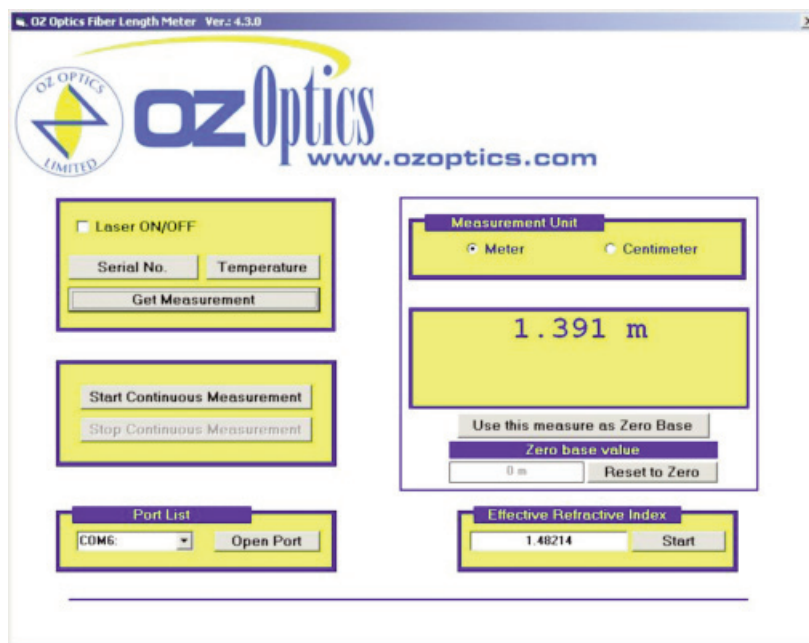 OZ Optics Fiber Length Meter Ver.: 4.3.0
OZ OPTICS
LIMITED
OZ Optics
www.ozoptics.com
Laser ON/OFF
Serial No.
Temperature
Get Measurement
Start Continuous Measurement
Stop Continuous Measurement
Port List
COM6:
Open Port
Measurement Unit
Meter
Centimeter
1.391 m
Use this measure as Zero Base
Zero base value
0 m
Reset to Zero
Effective Refractive Index
1.48214
Start